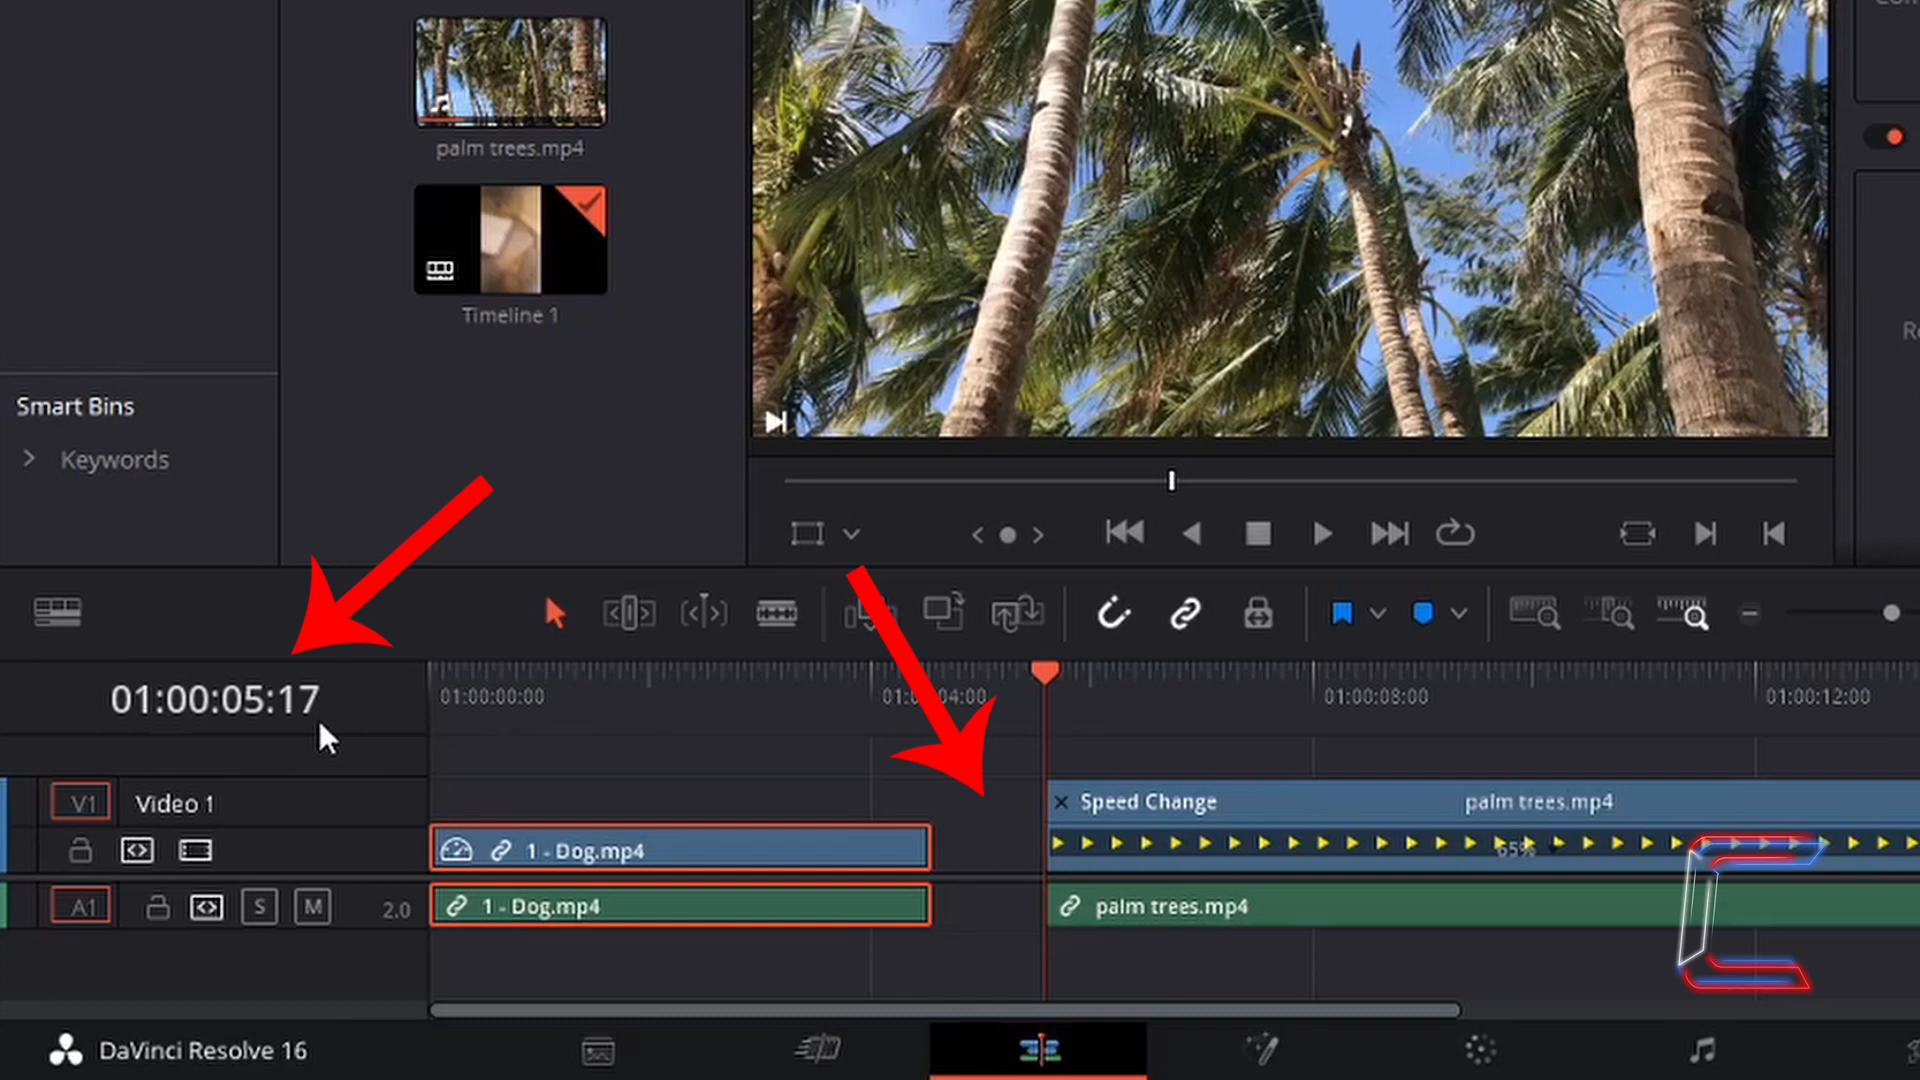 palm trees.mp4
Timeline 1
Smart Bins
Keywords
01:00:05:17
01:00:00:00
01:00:04:00
01:00:08:00
01:00:12:00
V1
Video 1
Speed Change
palm trees.mp4
1 - Dog.mp4
65%
A1
S
M
2.0
1 - Dog.mp4
palm trees.mp4
DaVinci Resolve 16